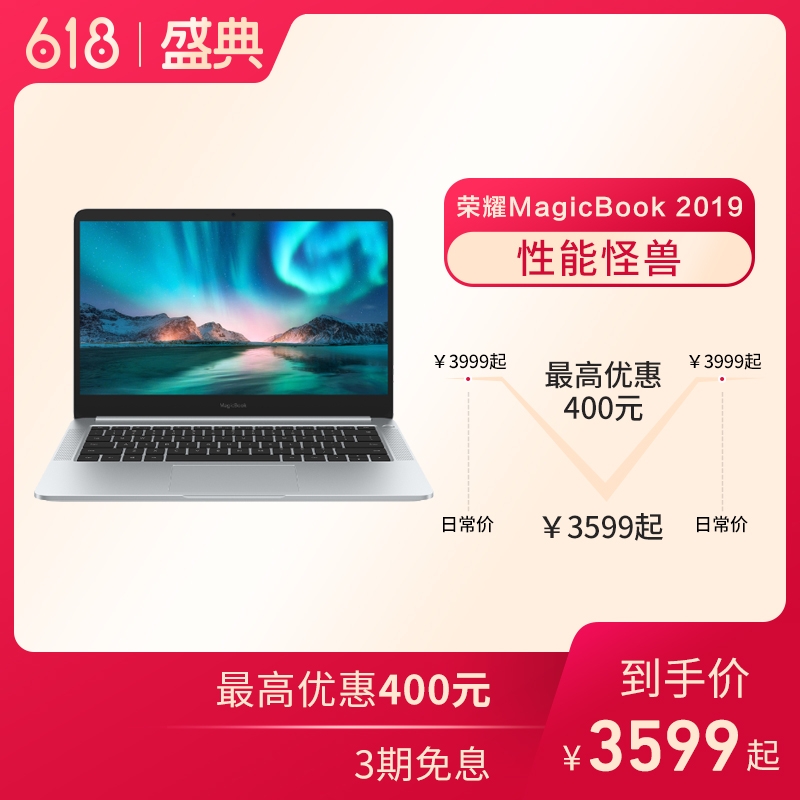 618 | 盛典
荣耀MagicBook 2019
性能怪兽
￥3999起
￥3999起
最高优惠
400元
日常价
￥3599起
日常价
MagicBook
最高优惠400元
3期免息
到手价
￥3599起